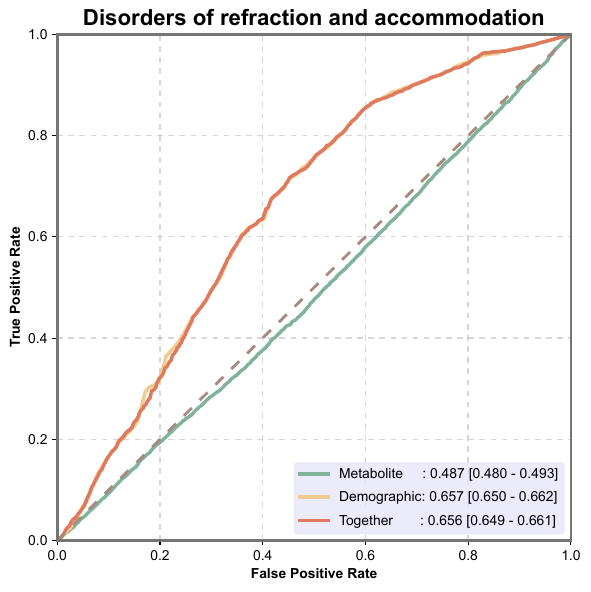 Disorders of refraction and accommodation
True Positive Rate
1.0
0.8
0.6
0.4
0.2
0.0
Metabolite : 0.487 [0.480 - 0.493]
Demographic: 0.657 [0.650 - 0.662]
Together : 0.656 [0.649 - 0.661]
0.0 0.2 0.4 0.6 0.8 1.0
False Positive Rate